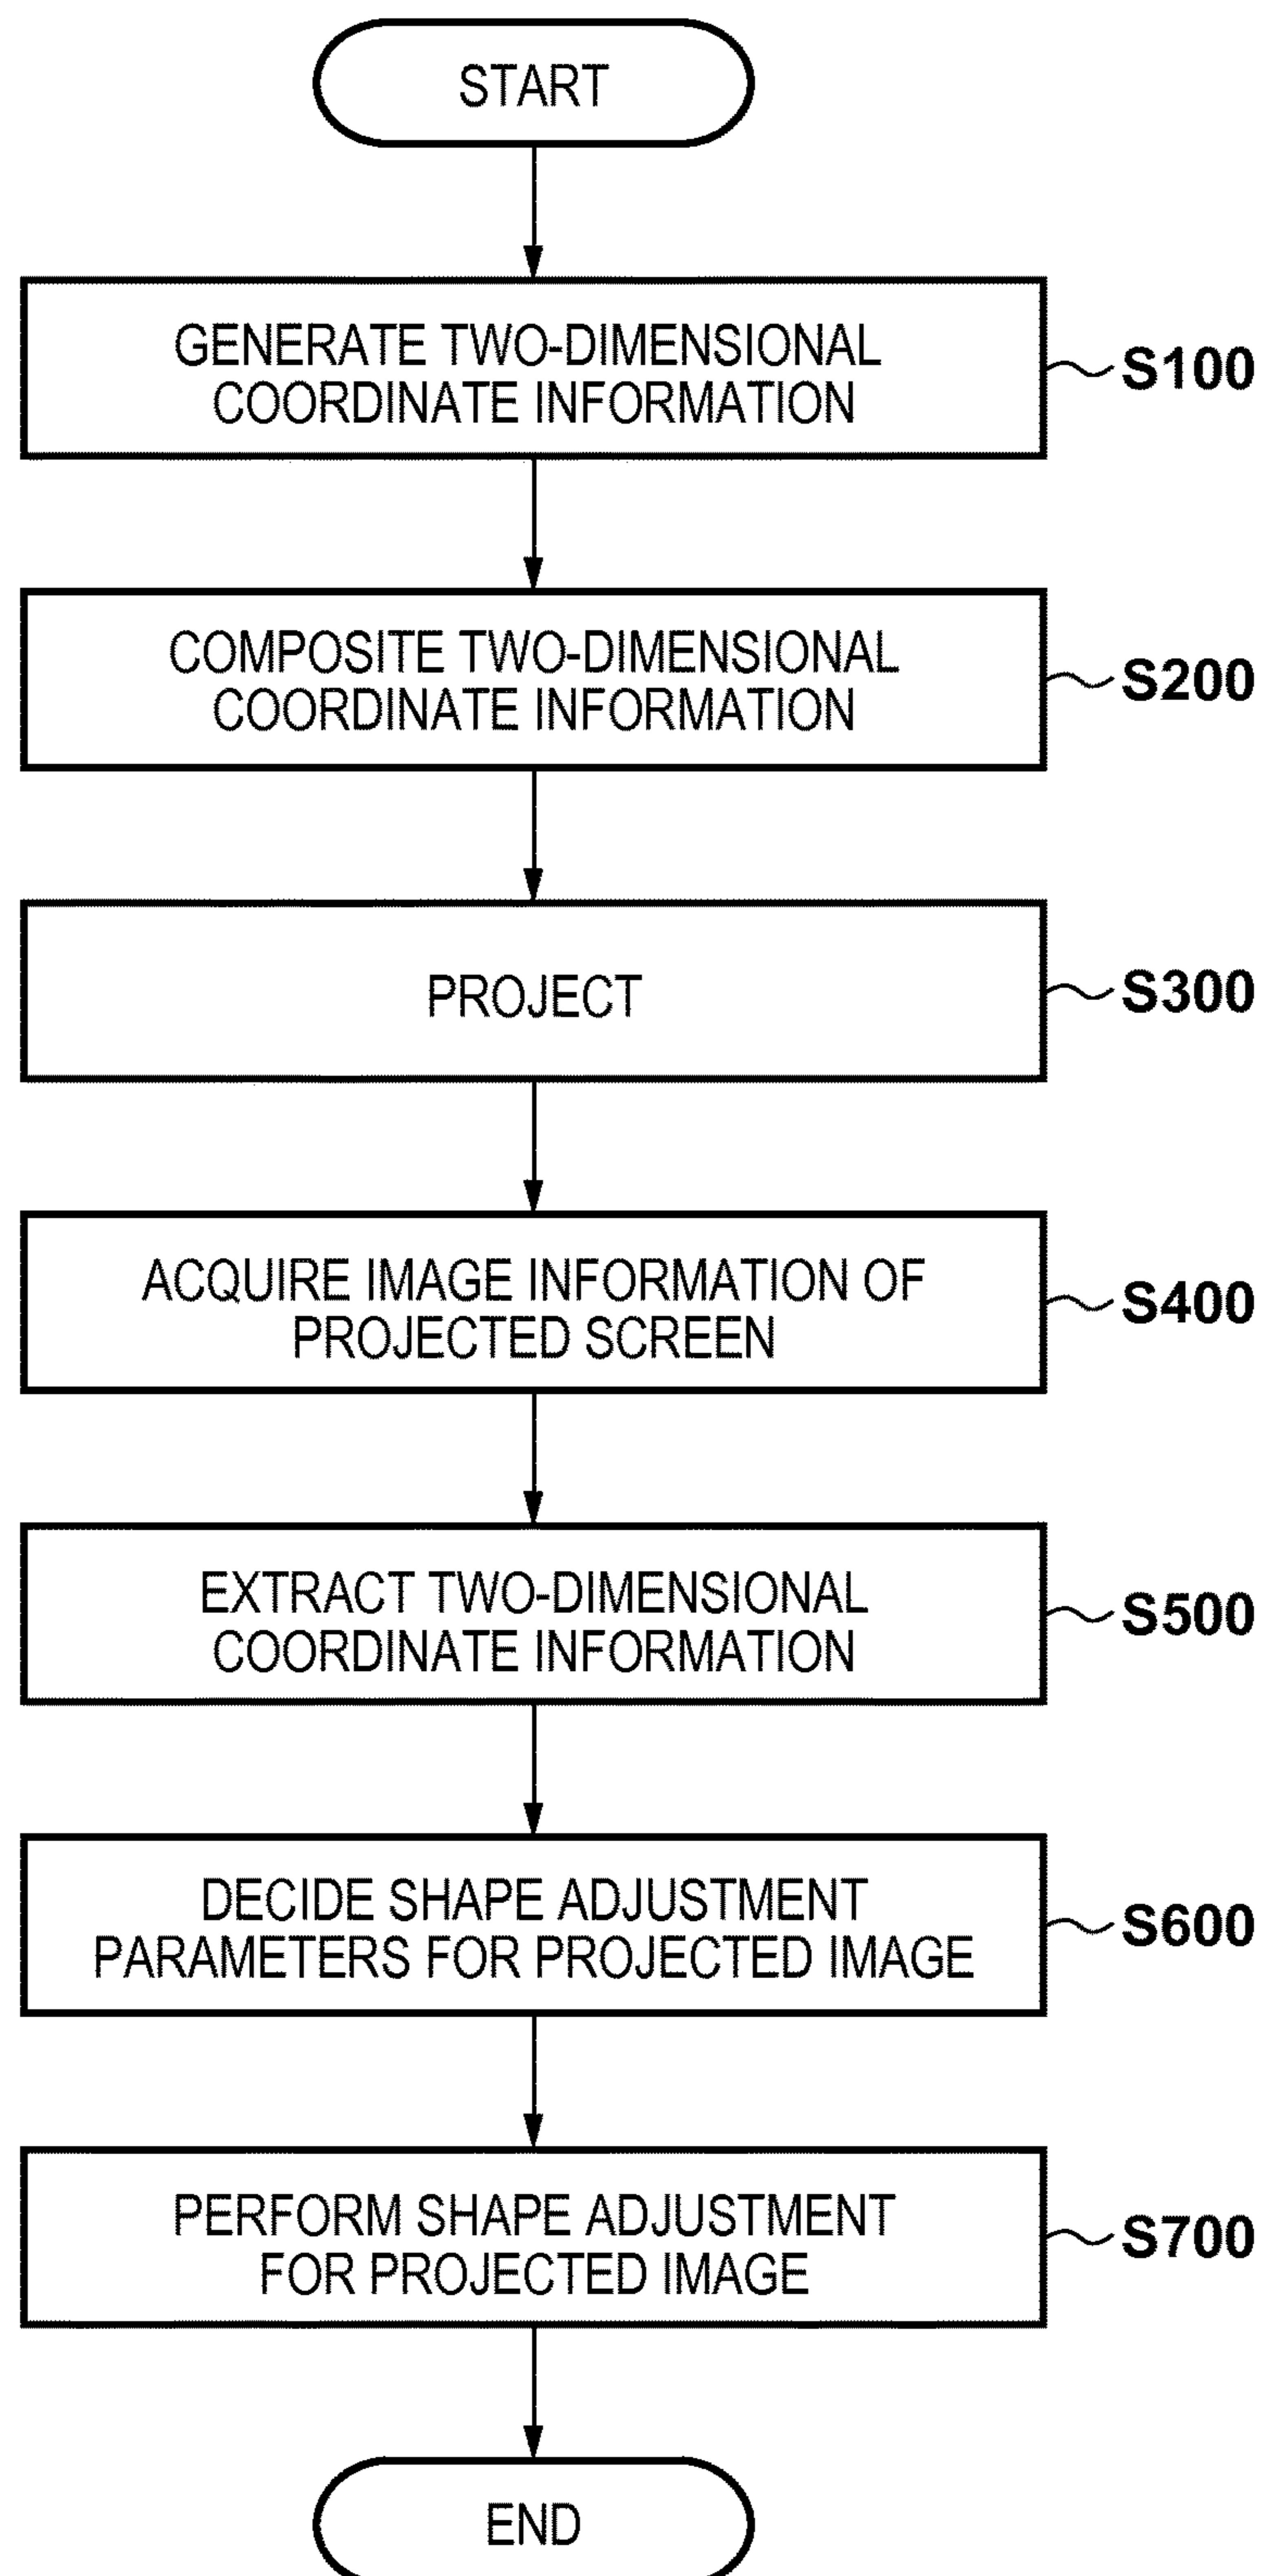 START
GENERATE TWO-DIMENSIONAL
COORDINATE INFORMATION
S100
COMPOSITE TWO-DIMENSIONAL
COORDINATE INFORMATION
S200
PROJECT
S300
ACQUIRE IMAGE INFORMATION OF
PROJECTED SCREEN
S400
EXTRACT TWO-DIMENSIONAL
COORDINATE INFORMATION
S500
DECIDE SHAPE ADJUSTMENT
PARAMETERS FOR PROJECTED IMAGE
S600
PERFORM SHAPE ADJUSTMENT
FOR PROJECTED IMAGE
S700
END